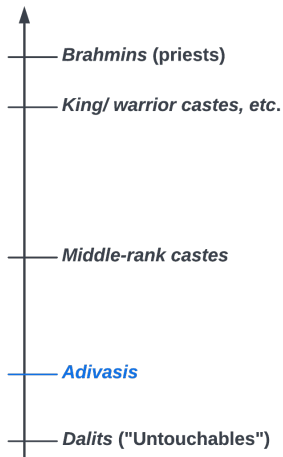 Brahmins (priests)
King/ warrior castes, etc.
Middle-rank castes
Adivasis
Dalits ("Untouchables")